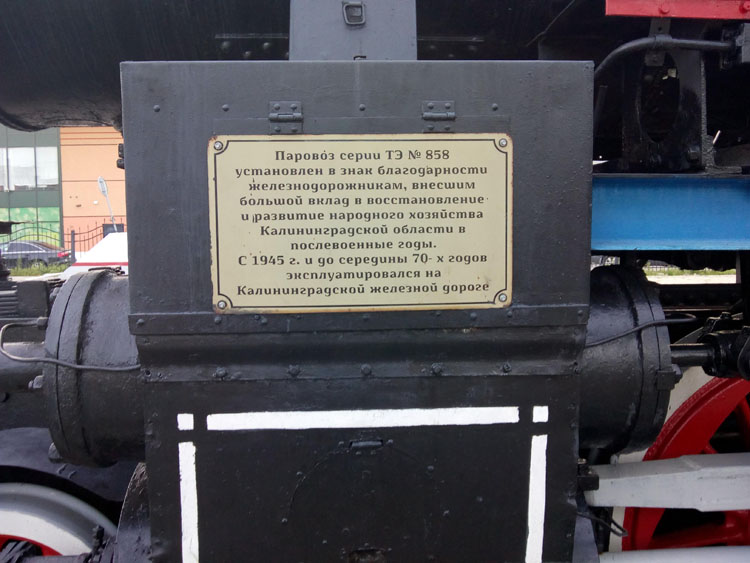 Паровоз серии ТЭ № 858
установлен в знак благодарности
железнодорожникам, внесшим
большой вклад в восстановление
и развитие народного хозяйства
Калининградской области в
послевоенные годы.
С 1945 г. и до середины 70- х годов
эксплуатировался на
Калининградской железной дороге